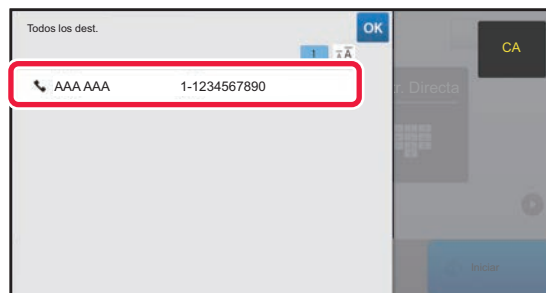 Todos los dest.
OK
CA
1
AAA AAA 1-1234567890
r. Directa
Iniciar